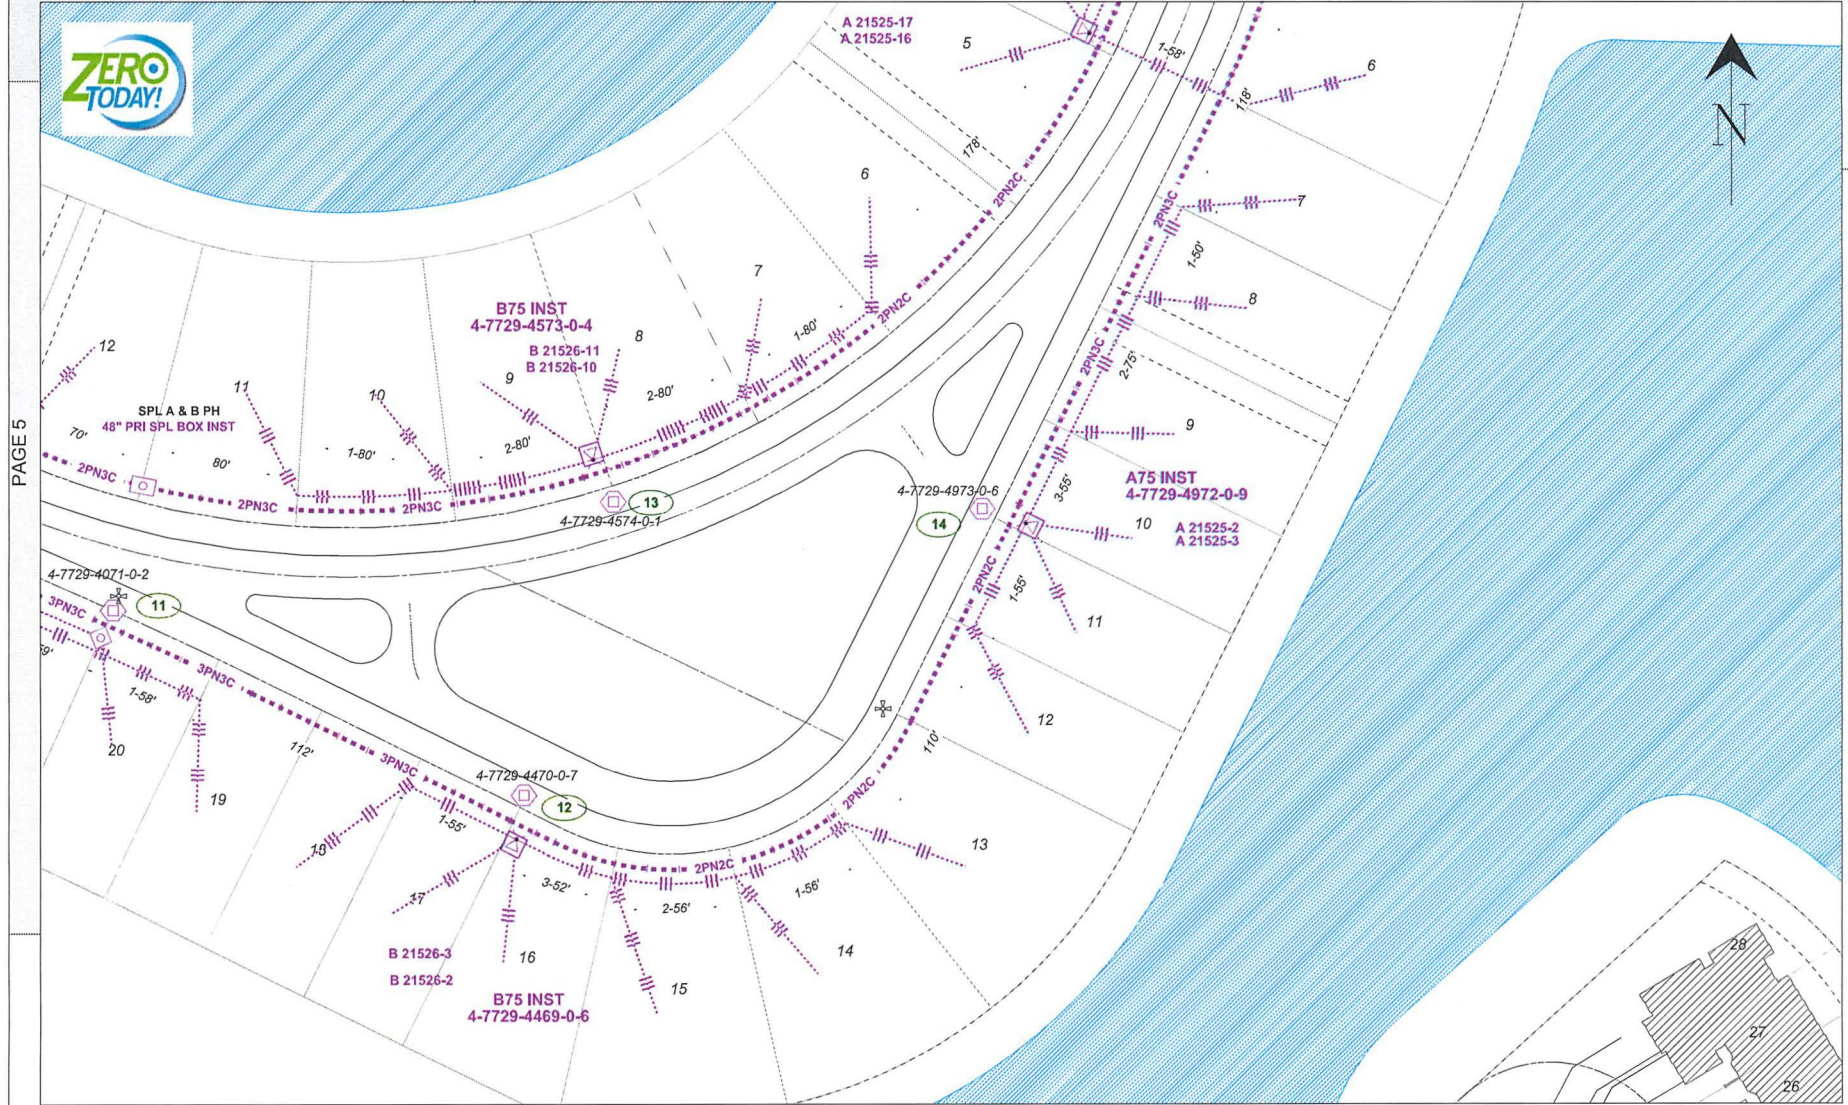 ZERO
TODAY!
PAGE 5
N
A 21525-17
A 21525-16
5
1-58'
6
118'
178'
2PN2C
6
2PN3C
7
1-50'
7
8
B75 INST
4-7729-4573-0-4
B 21526-11
B 21526-10
8
9
1-80'
2PN2C
2PN3C
2-75'
12
11
10
2-80'
SPL A & B PH
48" PRI SPL BOX INST
70'
80'
1-80'
2-80'
9
2PN3C
2PN3C
2PN3C
13
4-7729-4574-0-1
4-7729-4973-0-6
14
3-55'
A75 INST
4-7729-4972-0-9
10
A 21525-2
A 21525-3
4-7729-4071-0-2
11
3PN3C
2PN2C
1-55'
11
3PN3C
1-58'
20
19
112'
12
110'
3PN3C
4-7729-4470-0-7
12
2PN2C
1-55'
18
17
3-52'
2PN2C
2-56'
1-56'
13
14
15
16
B 21526-3
B 21526-2
B75 INST
4-7729-4469-0-6
28
27
26